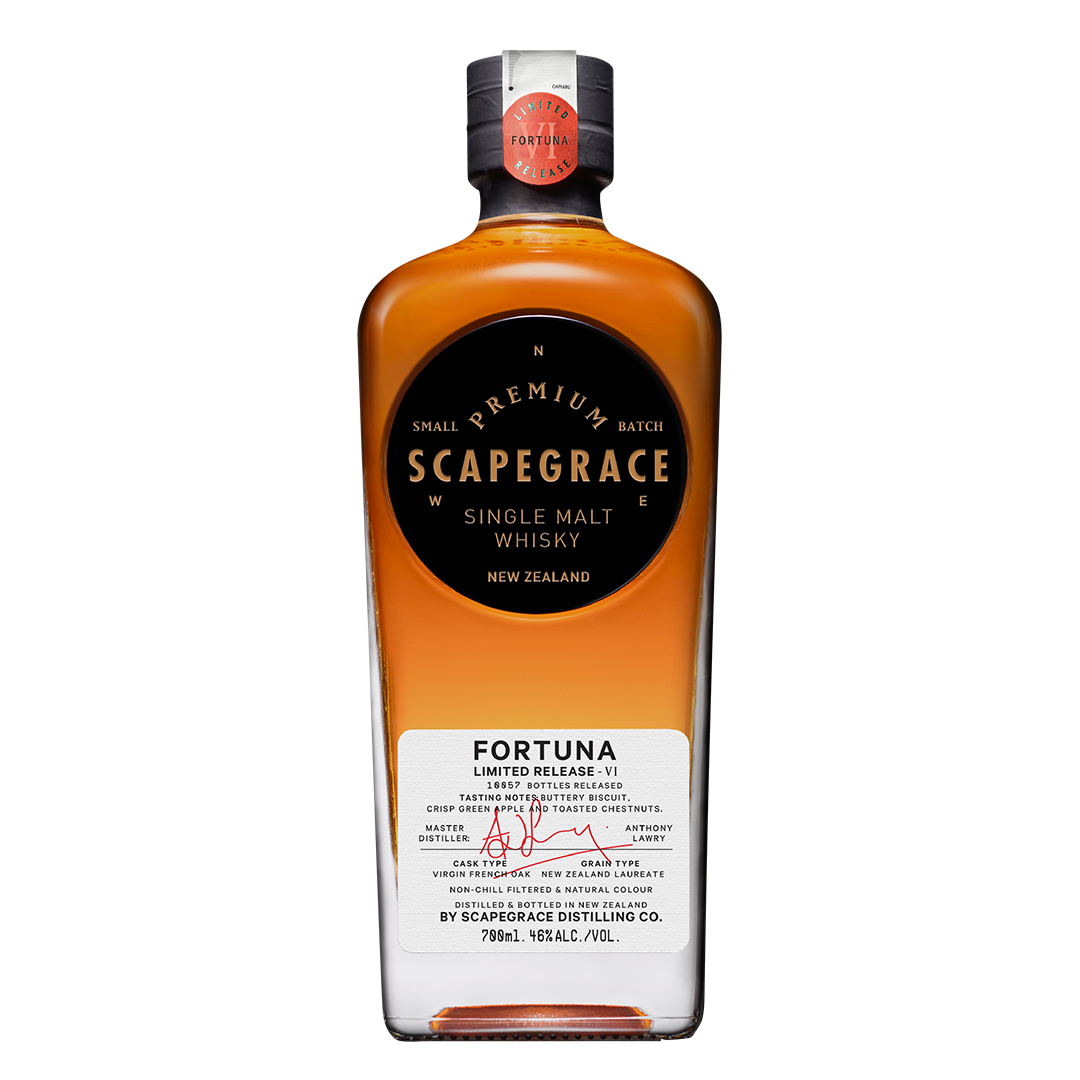 OAMARU
LIMITED
VI
FORTUNA
RELEASE
N
PREMIUM
SMALL BATCH
SCAPEGRACE
W E
SINGLE MALT
WHISKY
NEW ZEALAND
FORTUNA
LIMITED RELEASE - VI
10057 BOTTLES RELEASED
TASTING NOTES: BUTTERY BISCUIT,
CRISP GREEN APPLE AND TOASTED CHESTNUTS.
MASTER DISTILLER: ANTHONY LAWRY
CASK TYPE GRAIN TYPE
VIRGIN FRENCH OAK NEW ZEALAND LAUREATE
NON-CHILL FILTERED & NATURAL COLOUR
DISTILLED & BOTTLED IN NEW ZEALAND
BY SCAPEGRACE DISTILLING CO.
700ml. 46% ALC./VOL.